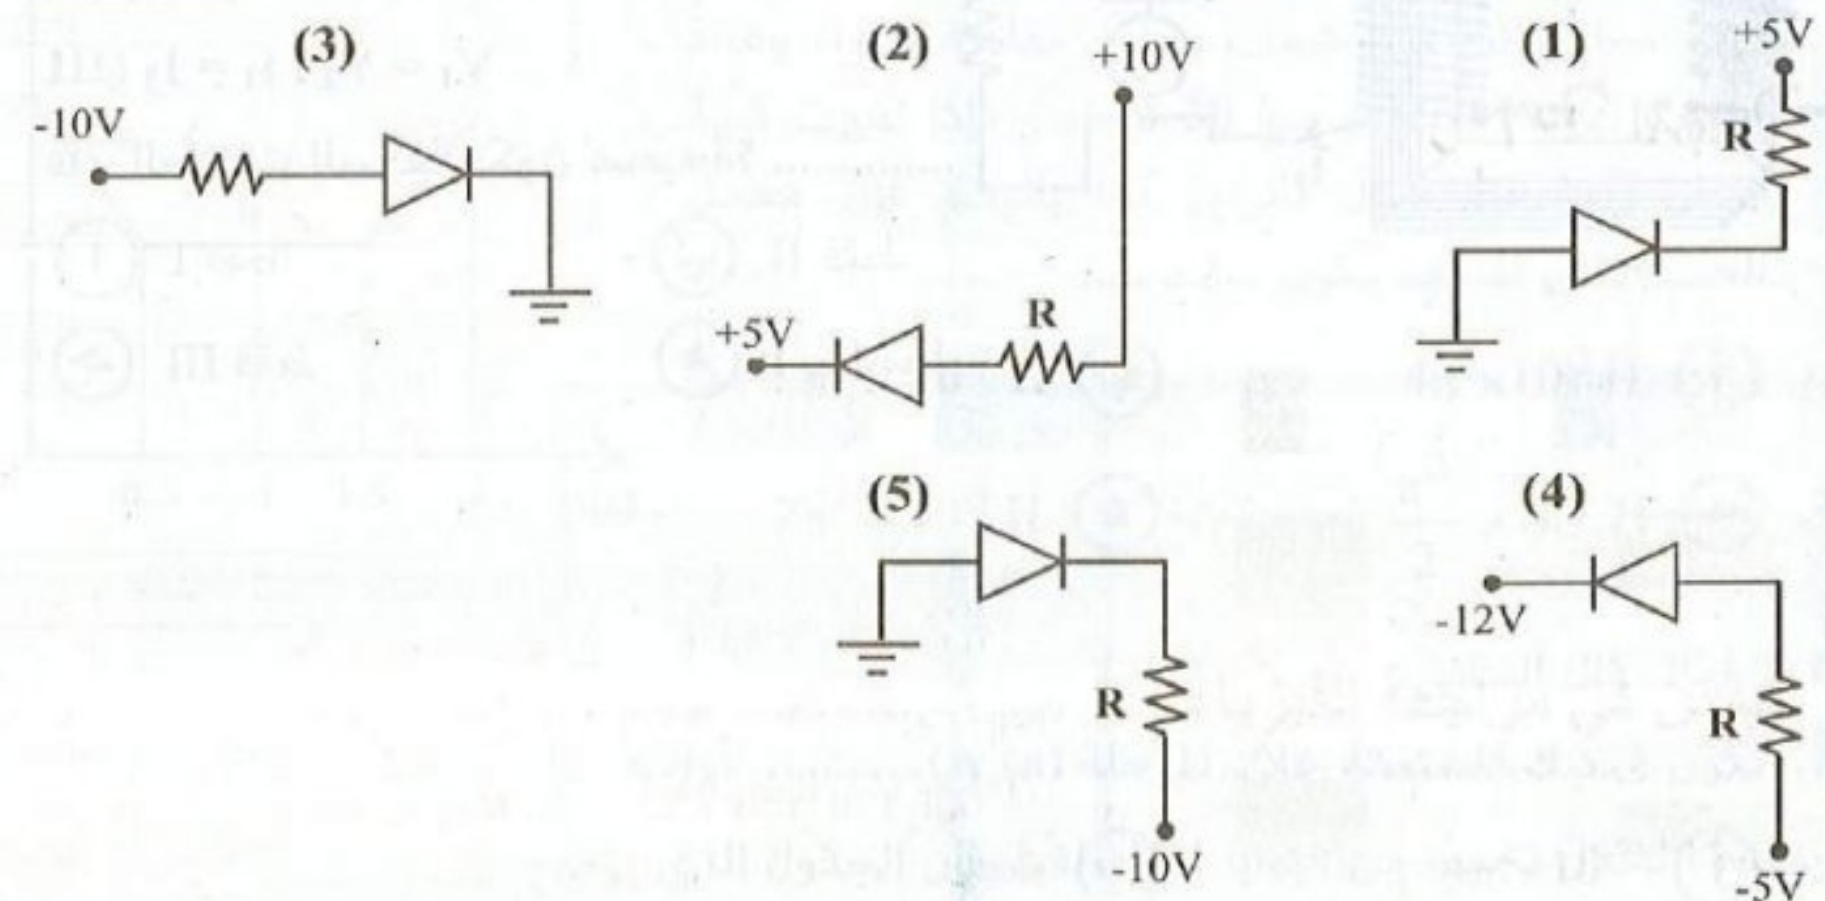 (3)
-10V
(2)
+10V
+5V
R
(1)
+5V
R
(5)
R
-10V
(4)
-12V
R
-5V